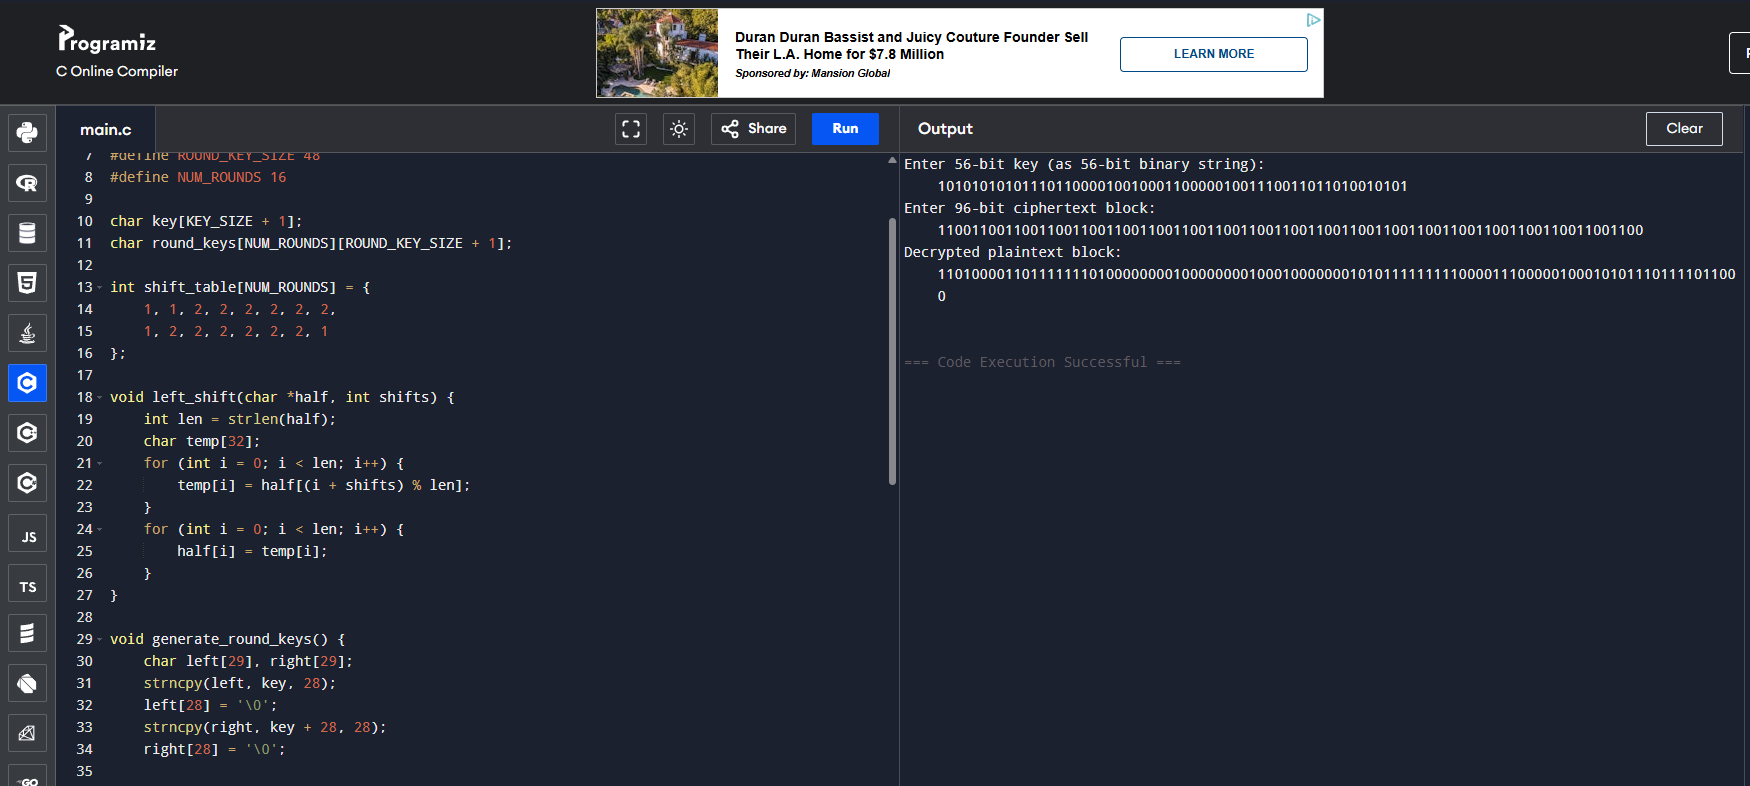 Programiz
C Online Compiler
Duran Duran Bassist and Juicy Couture Founder Sell
Their L.A. Home for $7.8 Million
Sponsored by: Mansion Global
LEARN MORE
main.c
Share
Run
Output
Clear
7 #define ROUND_KEY_SIZE 48
8 #define NUM_ROUNDS 16
9
10 char key[KEY_SIZE + 1];
11 char round_keys[NUM_ROUNDS][ROUND_KEY_SIZE + 1];
12
13 int shift_table[NUM_ROUNDS] = {
14 1, 1, 2, 2, 2, 2, 2, 2,
15 1, 2, 2, 2, 2, 2, 2, 1
16 };
17
18 void left_shift(char *half, int shifts) {
19 int len = strlen(half);
20 char temp[32];
21 for (int i = 0; i < len; i++) {
22 temp[i] = half[(i + shifts) % len];
23 }
24 for (int i = 0; i < len; i++) {
25 half[i] = temp[i];
26 }
27 }
28
29 void generate_round_keys() {
30 char left[29], right[29];
31 strncpy(left, key, 28);
32 left[28] = '\0';
33 strncpy(right, key + 28, 28);
34 right[28] = '\0';
35
JS
TS
GO
Enter 56-bit key (as 56-bit binary string):
10101010101110110000100100011000001001110011011010010101
Enter 96-bit ciphertext block:
Decrypted plaintext block:
0
=== Code Execution Successful ===